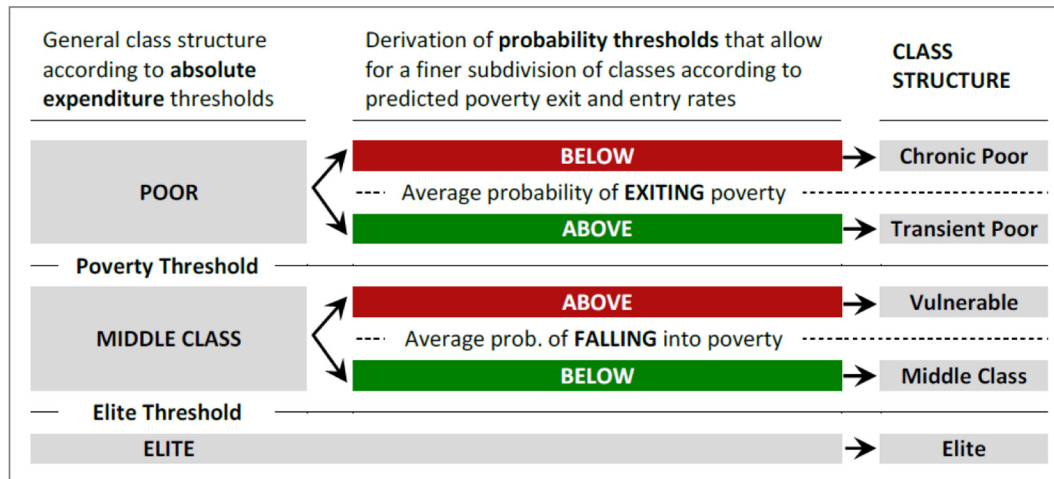 General class structure
according to absolute
expenditure thresholds
Derivation of probability thresholds that allow
for a finer subdivision of classes according to
predicted poverty exit and entry rates
CLASS
STRUCTURE
POOR
BELOW
Chronic Poor
Average probability of EXITING poverty
ABOVE
Transient Poor
Poverty Threshold
MIDDLE CLASS
ABOVE
Vulnerable
Average prob. of FALLING into poverty
BELOW
Middle Class
Elite Threshold
ELITE
Elite